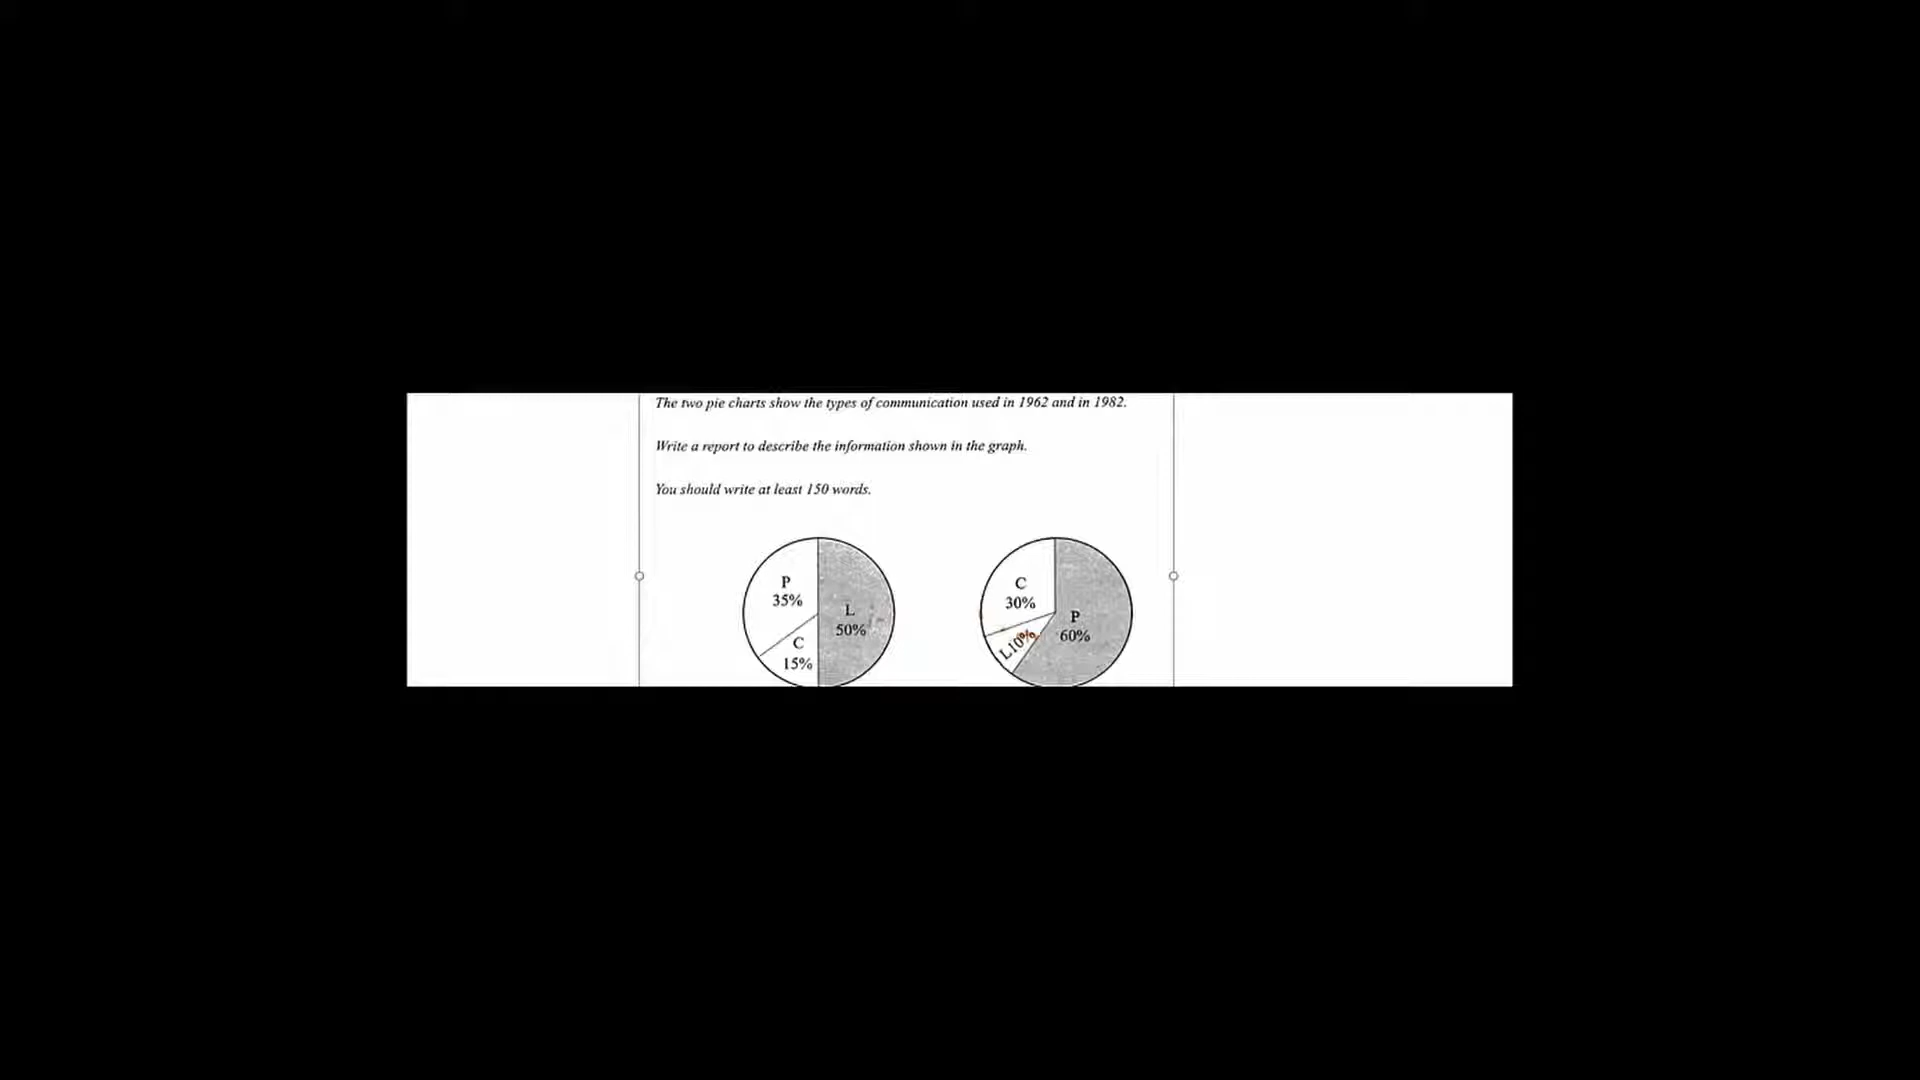 The two pie charts show the types of communication used in 1962 and in 1982.
Write a report to describe the information shown in the graph.
You should write at least 150 words.
P
35%
L
50%
C
15%
C
30%
P
60%
L10%